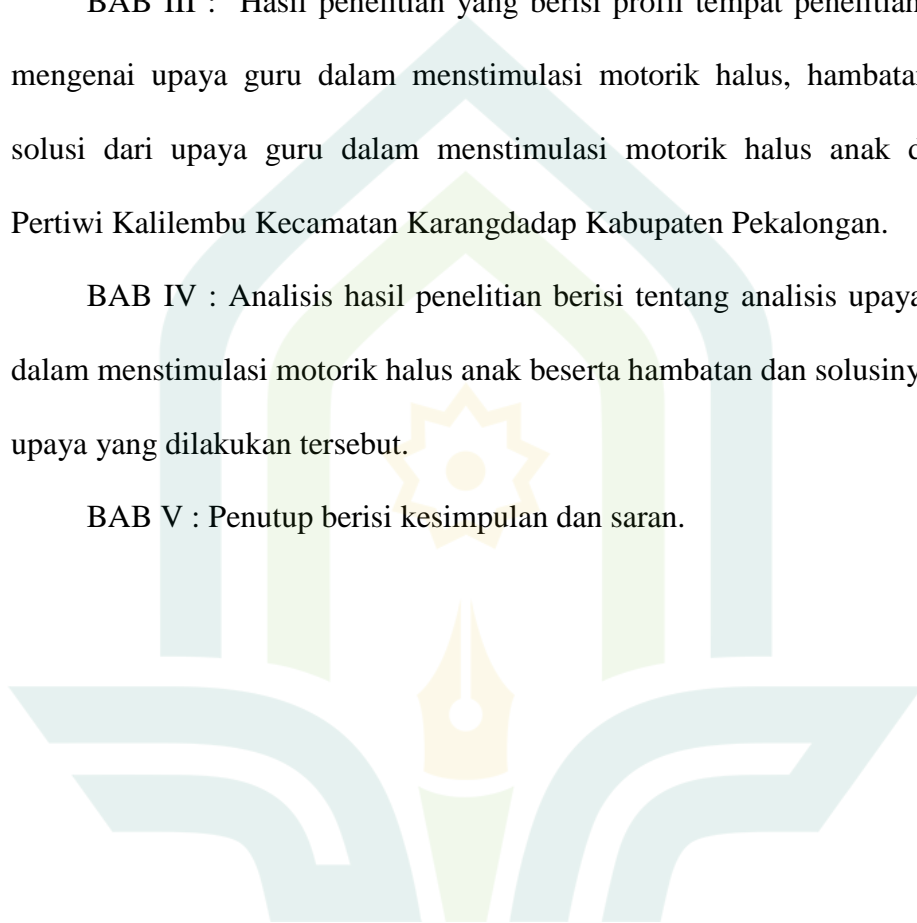 BAB III : Hasil penelitian yang berisi profil tempat penelitian
mengenai upaya guru dalam menstimulasi motorik halus, hambatan
solusi dari upaya guru dalam menstimulasi motorik halus anak d
Pertiwi Kalilembu Kecamatan Karangdadap Kabupaten Pekalongan.
BAB IV : Analisis hasil penelitian berisi tentang analisis upaya
dalam menstimulasi motorik halus anak beserta hambatan dan solusiny
upaya yang dilakukan tersebut.
BAB V : Penutup berisi kesimpulan dan saran.